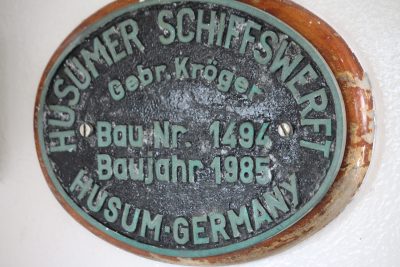 HUSUMER SCHIFFSWERFT
Gebr. Kröger
Bau Nr. 1494
Baujahr 1985
HUSUM-GERMANY